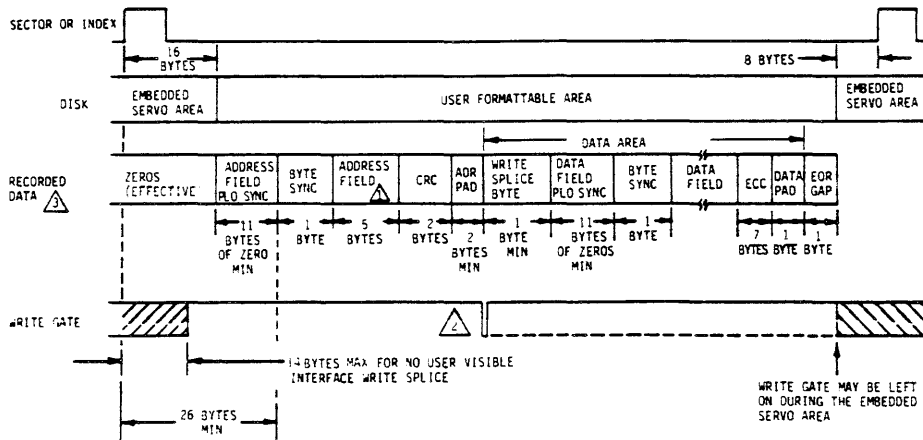 SECTOR OR INDEX
16
BYTES
8 BYTES
DISK
EMBEDDED
SERVO AREA
USER FORMATTABLE AREA
EMBEDDED
SERVO AREA
DATA AREA
RECORDED
DATA 3
ZEROS
(EFFECTIVE)
ADDRESS
FIELD
PLO SYNC
BYTE
SYNC
ADDRESS
FIELD 1
CRC
ADR
PAD
WRITE
SPLICE
BYTE
DATA
FIELD
PLO SYNC
BYTE
SYNC
DATA
FIELD
ECC
DATA
PAD
EOR
GAP
11
BYTES
OF ZERO
MIN
1
BYTE
5
BYTES
2
BYTES
2
BYTES
MIN
1
BYTE
MIN
11
BYTES
OF ZEROS
MIN
1
BYTE
7
BYTES
1
BYTE
1
BYTE
WRITE GATE
2
BYTES MAX FOR NO USER VISIBLE
INTERFACE WRITE SPLICE
26 BYTES
MIN
WRITE GATE MAY BE LEFT
ON DURING THE EMBEDDED
SERVO AREA